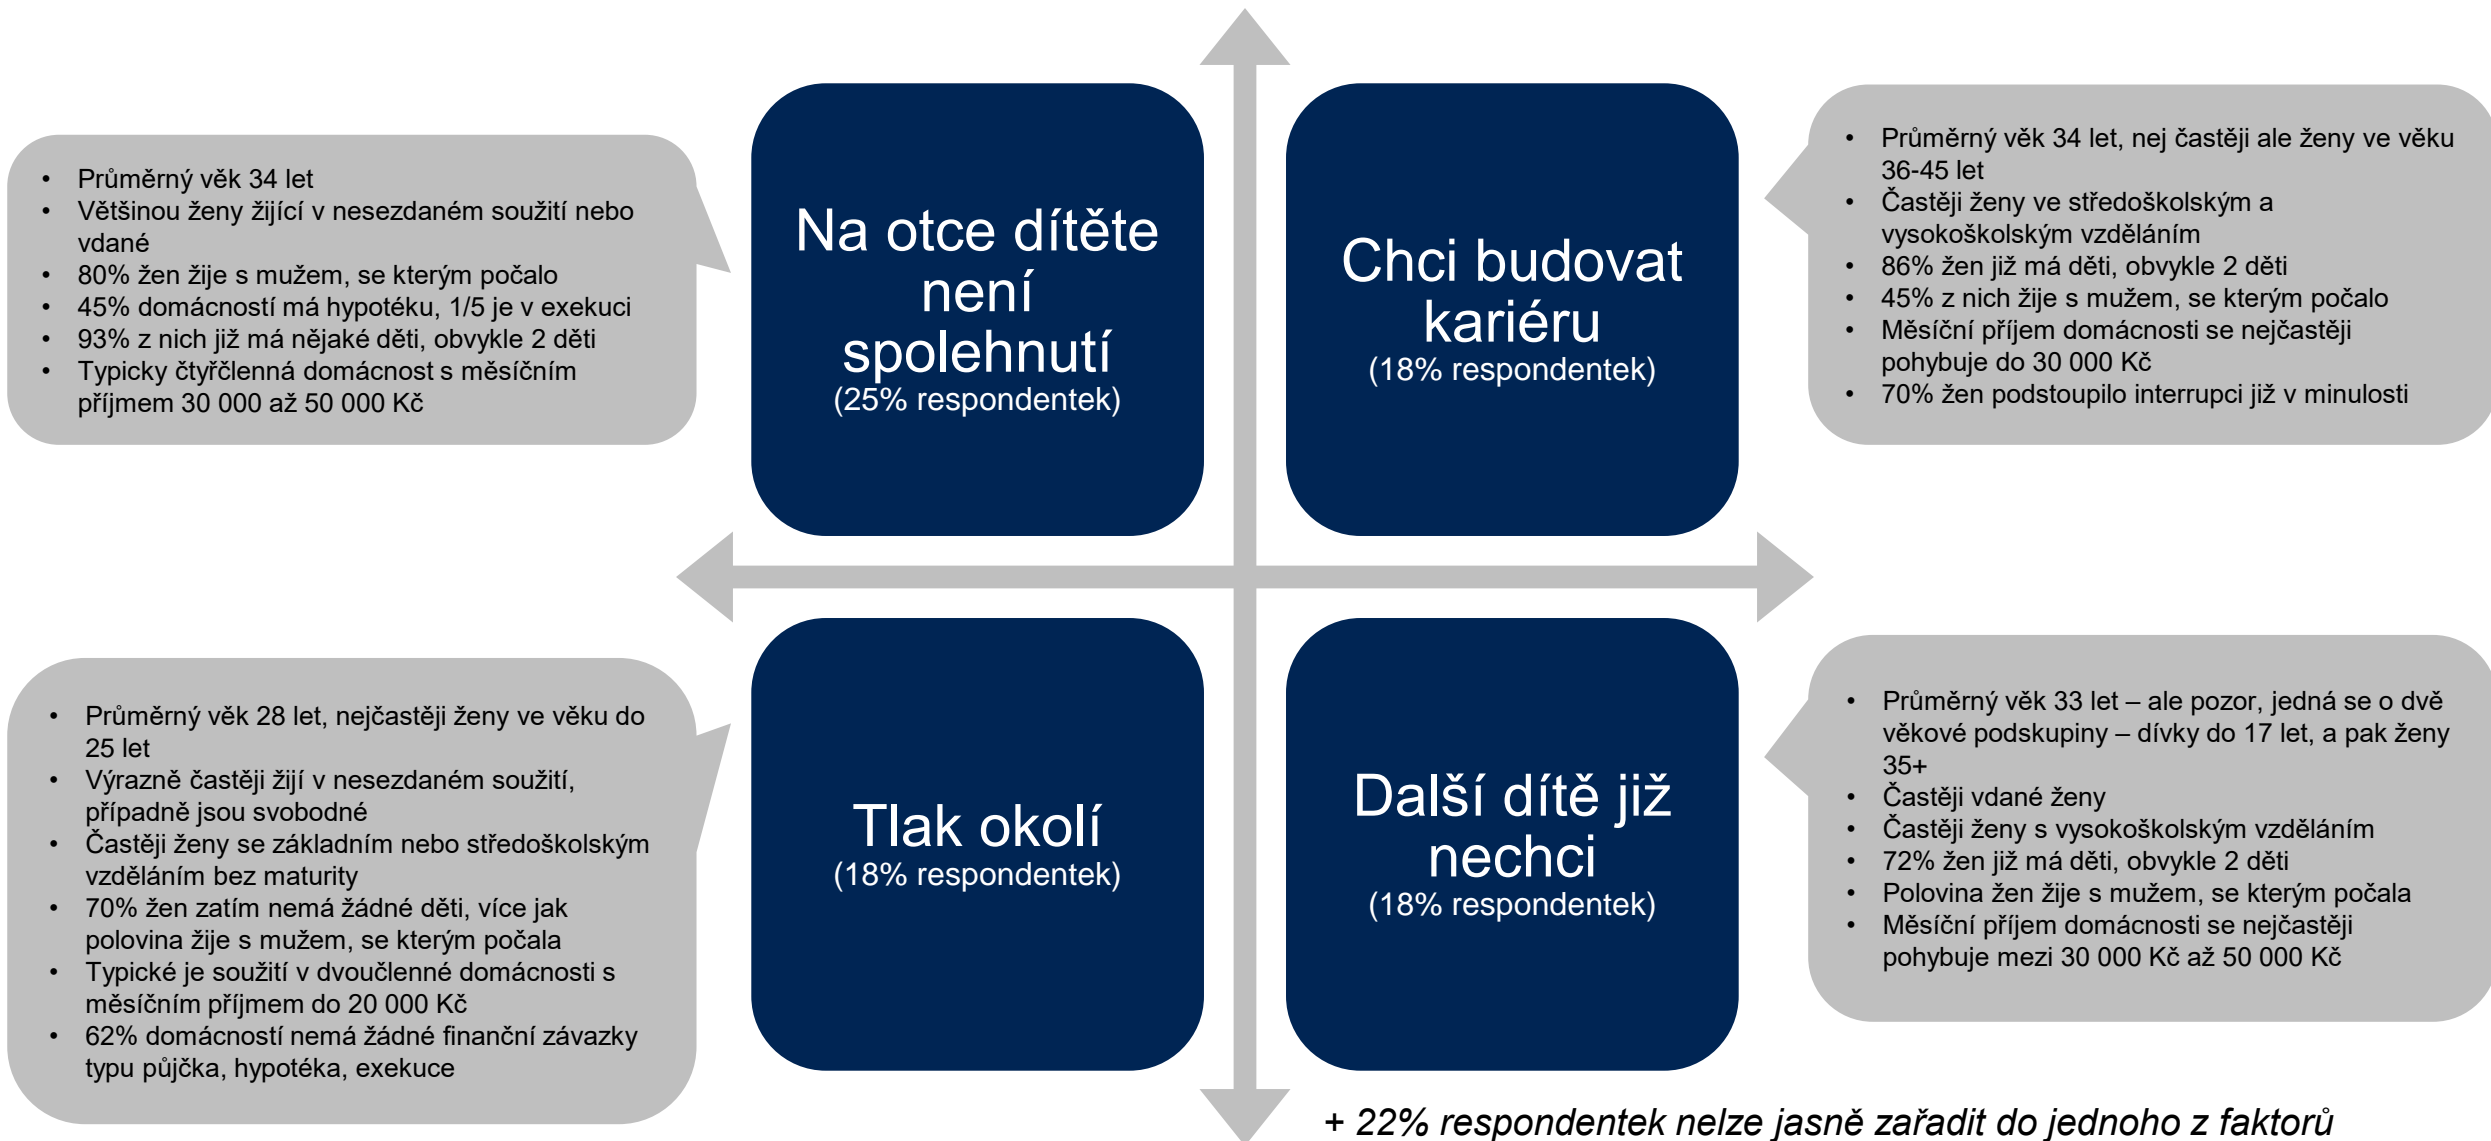 • Průměrný věk 34 let
• Většinou ženy žijící v nesezdaném soužití nebo
vdané
• 80% žen žije s mužem, se kterým počalo
• 45% domácností má hypotéku, 1/5 je v exekuci
• 93% z nich již má nějaké děti, obvykle 2 děti
• Typicky čtyřčlenná domácnost s měsíčním
příjmem 30 000 až 50 000 Kč
Na otce dítěte
není
spolehnutí
(25% respondentek)
Chci budovat
kariéru
(18% respondentek)
• Průměrný věk 34 let, nej častěji ale ženy ve věku
36-45 let
• Častěji ženy ve středoškolským a
vysokoškolským vzděláním
• 86% žen již má děti, obvykle 2 děti
• 45% z nich žije s mužem, se kterým počalo
• Měsíční příjem domácnosti se nejčastěji
pohybuje do 30 000 Kč
• 70% žen podstoupilo interrupci již v minulosti
• Průměrný věk 28 let, nejčastěji ženy ve věku do
25 let
• Výrazně častěji žijí v nesezdaném soužití,
případně jsou svobodné
• Častěji ženy se základním nebo středoškolským
vzděláním bez maturity
• 70% žen zatím nemá žádné děti, více jak
polovina žije s mužem, se kterým počala
• Typické je soužití v dvoučlenné domácnosti s
měsíčním příjmem do 20 000 Kč
• 62% domácností nemá žádné finanční závazky
typu půjčka, hypotéka, exekuce
Tlak okolí
(18% respondentek)
Další dítě již
nechci
(18% respondentek)
• Průměrný věk 33 let – ale pozor, jedná se o dvě
věkové podskupiny – dívky do 17 let, a pak ženy
35+
• Častěji vdané ženy
• Častěji ženy s vysokoškolským vzděláním
• 72% žen již má děti, obvykle 2 děti
• Polovina žen žije s mužem, se kterým počala
• Měsíční příjem domácnosti se nejčastěji
pohybuje mezi 30 000 Kč až 50 000 Kč
+ 22% respondentek nelze jasně zařadit do jednoho z faktorů